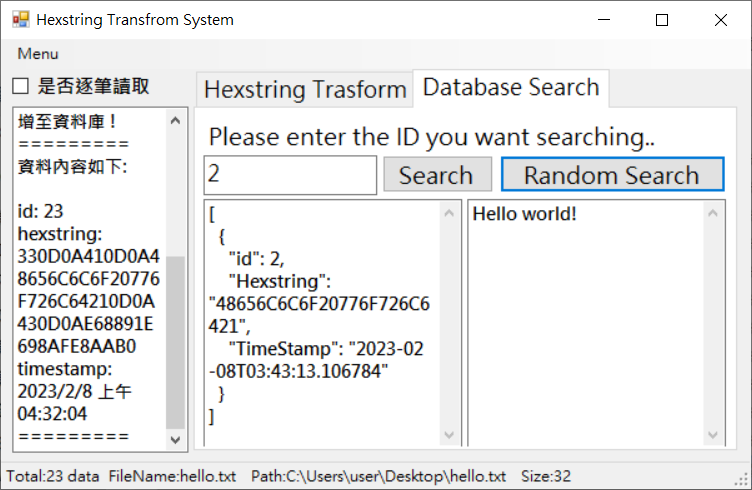 Hexstring Transfrom System
Menu
是否逐筆讀取
增至資料庫！
=========
資料內容如下:
id: 23
hexstring:
330D0A410D0A4
8656C6C6F20776
F726C64210D0A
430D0AE68891E
698AFE8AAB0
timestamp:
2023/2/8 上午
04:32:04
=========
Hexstring Trasform
Database Search
Please enter the ID you want searching..
2
Search
Random Search
[
{
"id": 2,
"Hexstring":
"48656C6C6F20776F726C6
421",
"TimeStamp": "2023-02
-08T03:43:13.106784"
}
]
Hello world!
Total:23 data FileName:hello.txt Path:C:\Users\user\Desktop\hello.txt Size:32